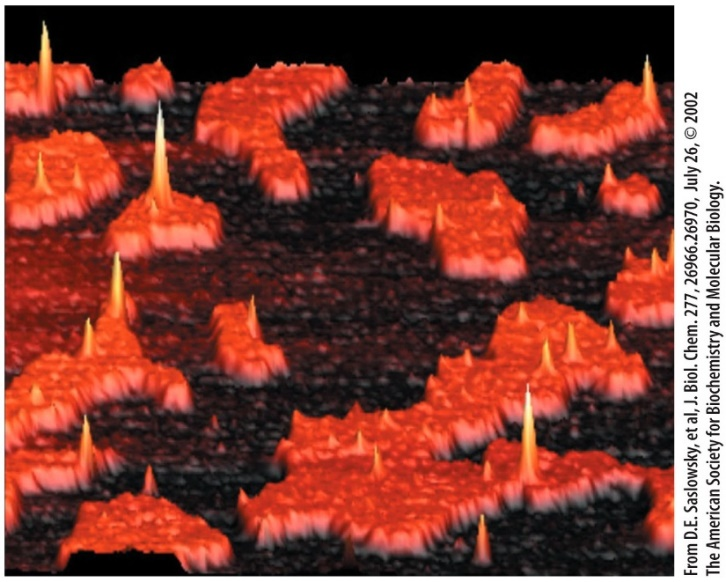 From D.E. Saslowsky, et al, J. Biol. Chem. 277, 26966.26970, July 26, © 2002
The American Society for Biochemistry and Molecular Biology.